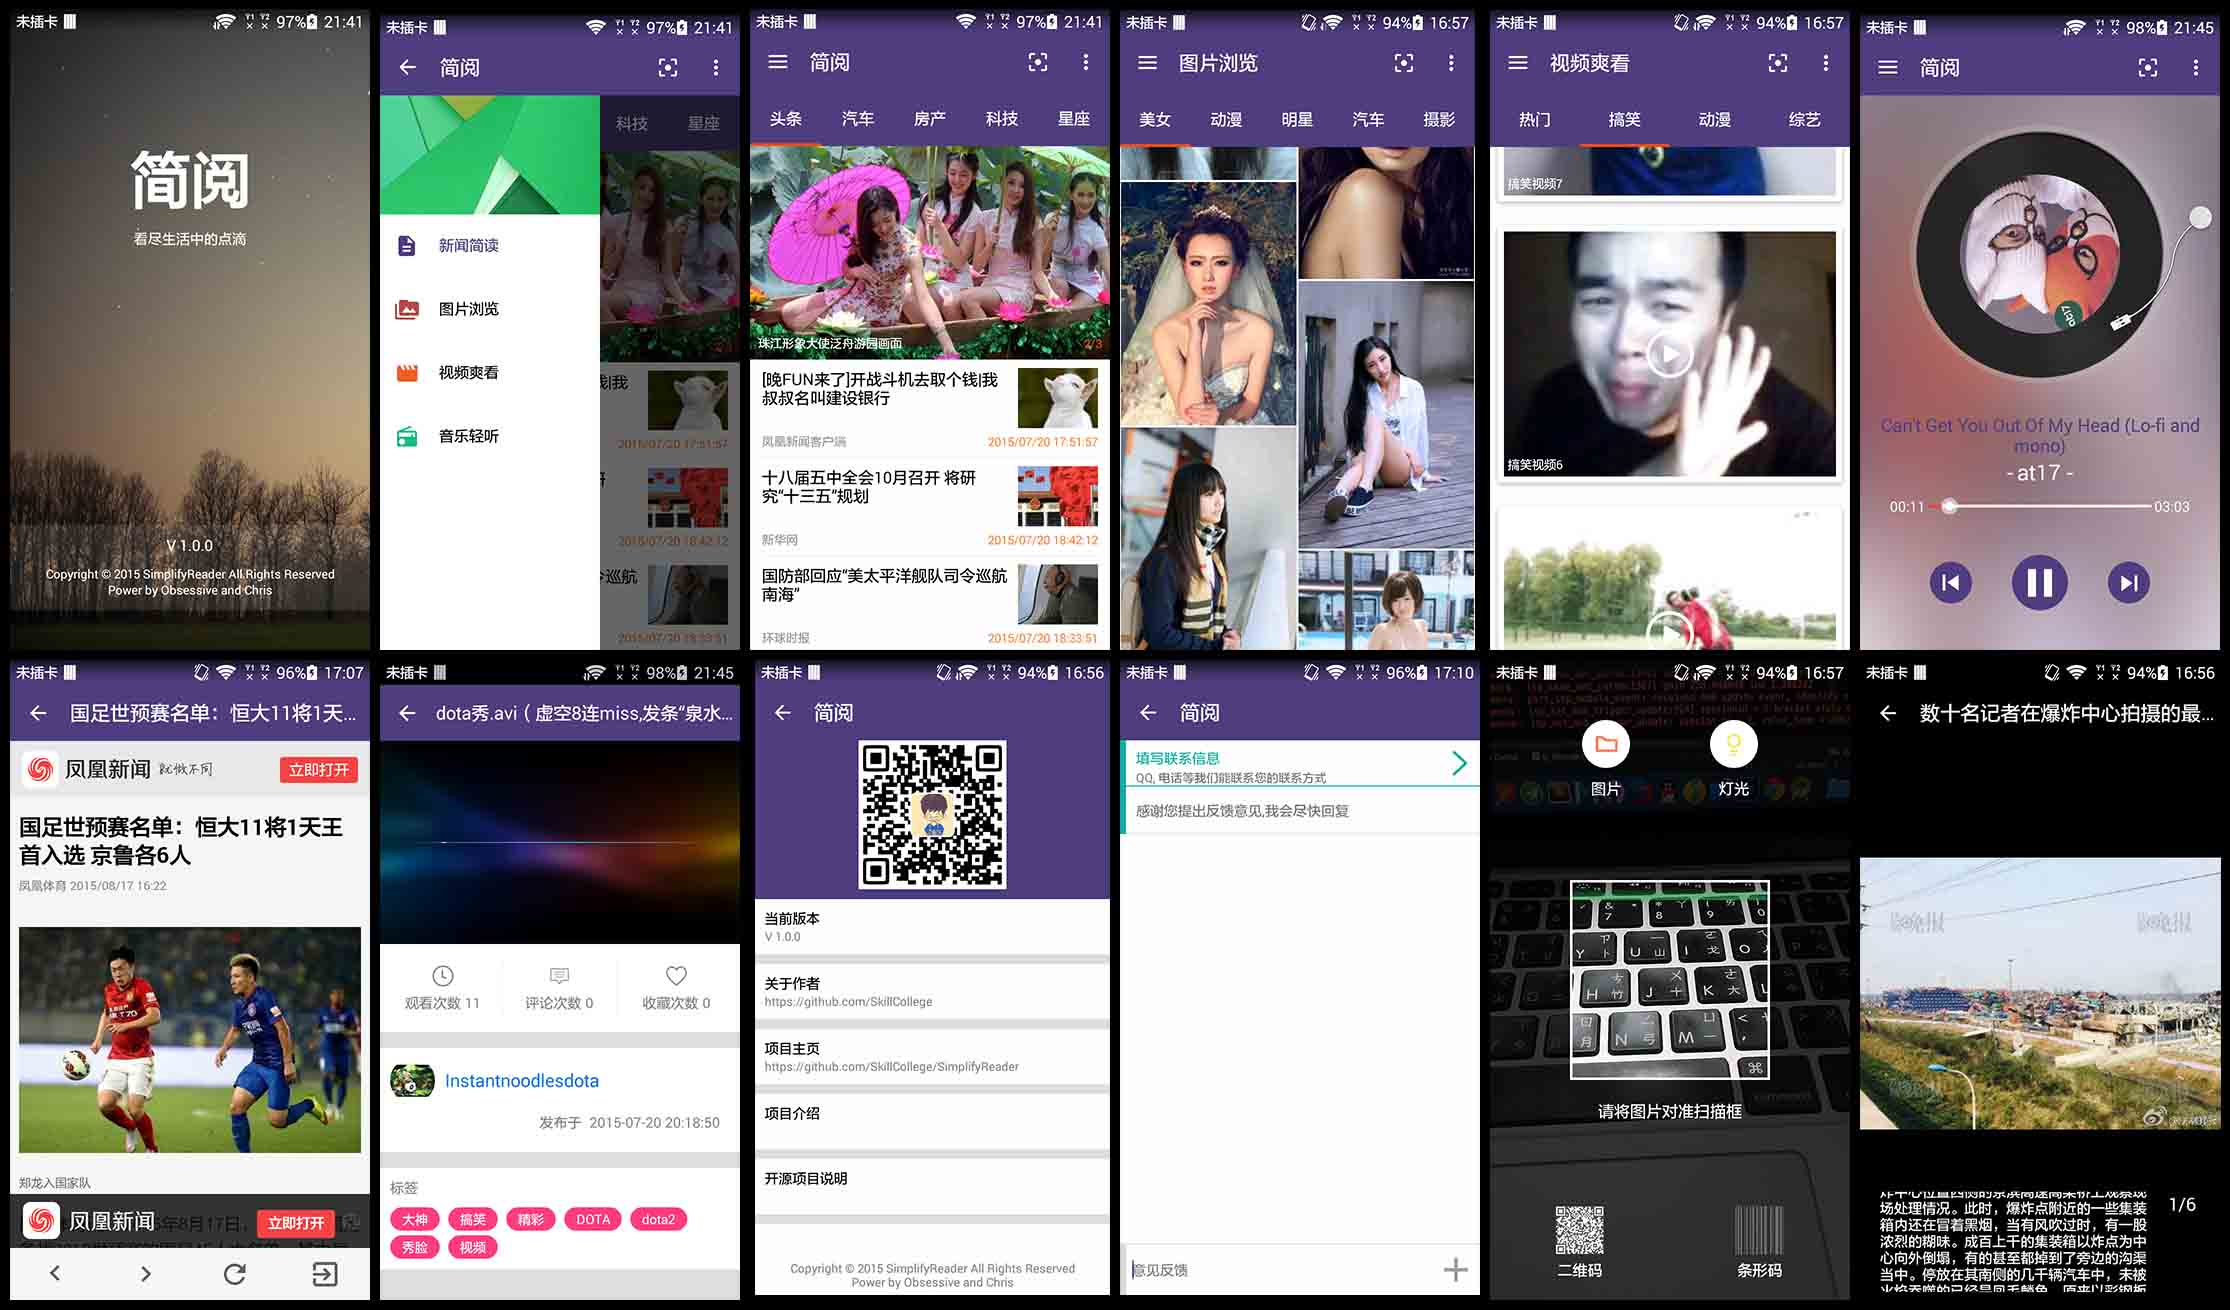 未插卡 97% 21:41
简阅
看尽生活中的点滴
V 1.0.0
Copyright © 2015 SimplifyReader All Rights Reserved
Power by Obsessive and Chris
未插卡 97% 21:41
简阅
科技 星座
新闻简读
图片浏览
视频爽看
音乐轻听
2015/07/20 17:51:57
2015/07/20 18:42:12
2015/07/20 18:33:51
未插卡 97% 21:41
简阅
头条 汽车 房产 科技 星座
珠江形象大使泛舟游园画面 2/3
[晚FUN来了]开战斗机去取个钱|我
叔叔名叫建设银行
凤凰新闻客户端 2015/07/20 17:51:57
十八届五中全会10月召开 将研
究“十三五”规划
新华网 2015/07/20 18:42:12
国防部回应“美太平洋舰队司令巡航
南海”
环球时报 2015/07/20 18:33:51
未插卡 94% 16:57
图片浏览
美女 动漫 明星 汽车 摄影
未插卡 94% 16:57
视频爽看
热门 搞笑 动漫 综艺
搞笑视频7
搞笑视频6
未插卡 98% 21:45
简阅
Can't Get You Out Of My Head (Lo-fi and
mono)
- at17 -
00:11 03:03
未插卡 96% 17:07
国足世预赛名单：恒大11将1天...
凤凰新闻 立即打开
国足世预赛名单：恒大11将1天王
首入选 京鲁各6人
凤凰体育 2015/08/17 16:22
郑龙入国家队
凤凰新闻 立即打开
未插卡 98% 21:45
dota秀.avi（虚空8连miss,发条“泉水...
观看次数 11 评论次数 0 收藏次数 0
Instantnoodlesdota
发布于 2015-07-20 20:18:50
标签
大神 搞笑 精彩 DOTA dota2
秀脸 视频
未插卡 94% 16:56
简阅
当前版本
V 1.0.0
关于作者
https://github.com/SkillCollege
项目主页
https://github.com/SkillCollege/SimplifyReader
项目介绍
开源项目说明
Copyright © 2015 SimplifyReader All Rights Reserved
Power by Obsessive and Chris
未插卡 96% 17:10
简阅
填写联系信息
QQ, 电话等我们能联系您的联系方式
感谢您提出反馈意见,我会尽快回复
意见反馈
未插卡 94% 16:57
图片 灯光
请将图片对准扫描框
二维码 条形码
未插卡 94% 16:56
数十名记者在爆炸中心拍摄的最...
1/6
场处理情况。此时，爆炸点附近的一些集装
箱内还在冒着黑烟，当有风吹过时，有一股
浓烈的糊味。成百上千的集装箱以炸点为中
心向外倒塌，有的甚至都掉到了旁边的沟渠
当中。停放在其南侧的几千辆汽车中，未被